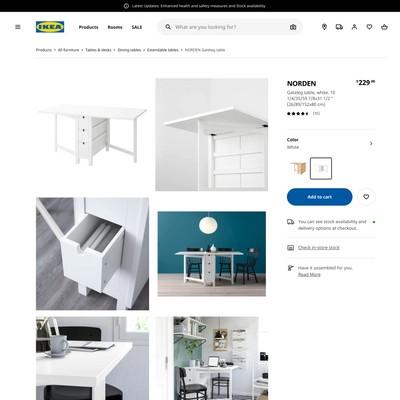 Latest Updates: Enhanced health and safety measures and Stock availability
IKEA
Products Rooms SALE
What are you looking for?
Products > All furniture > Tables & desks > Dining tables > Extendable tables > NORDEN Gateleg table
NORDEN
$229.00
Gateleg table, white, 10
1/4/35/59 7/8x31 1/2 "
(26/89/152x80 cm)
Color
White
Add to cart
You can see stock availability and
delivery options at checkout.
Check in-store stock
Have it assembled for you.
Read More